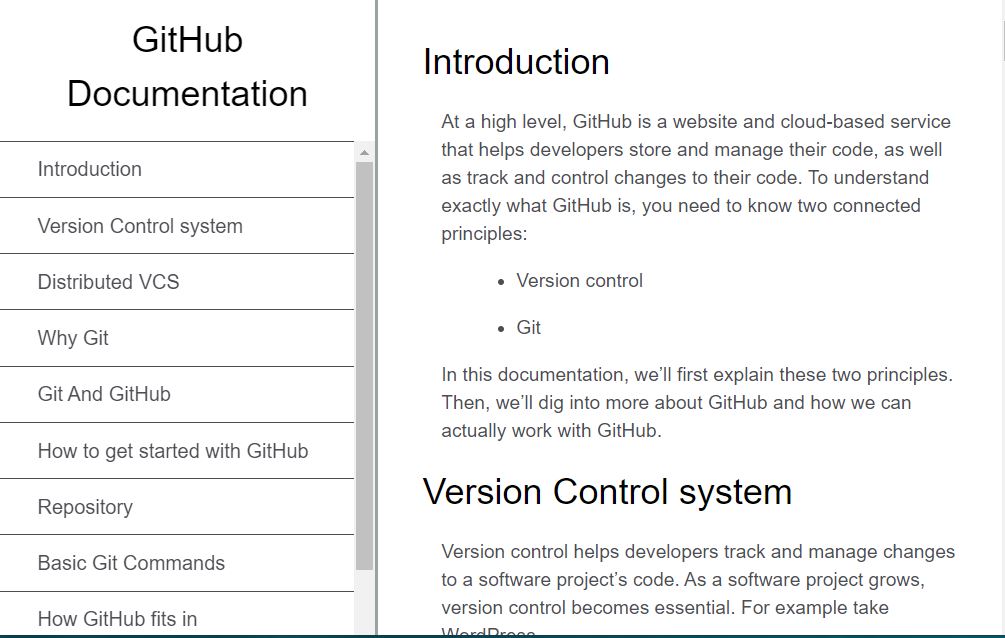 GitHub
Documentation
Introduction
Version Control system
Distributed VCS
Why Git
Git And GitHub
How to get started with GitHub
Repository
Basic Git Commands
How GitHub fits in
Introduction
At a high level, GitHub is a website and cloud-based service
that helps developers store and manage their code, as well
as track and control changes to their code. To understand
exactly what GitHub is, you need to know two connected
principles:
• Version control
• Git
In this documentation, we’ll first explain these two principles.
Then, we’ll dig into more about GitHub and how we can
actually work with GitHub.
Version Control system
Version control helps developers track and manage changes
to a software project’s code. As a software project grows,
version control becomes essential. For example take
WordPress